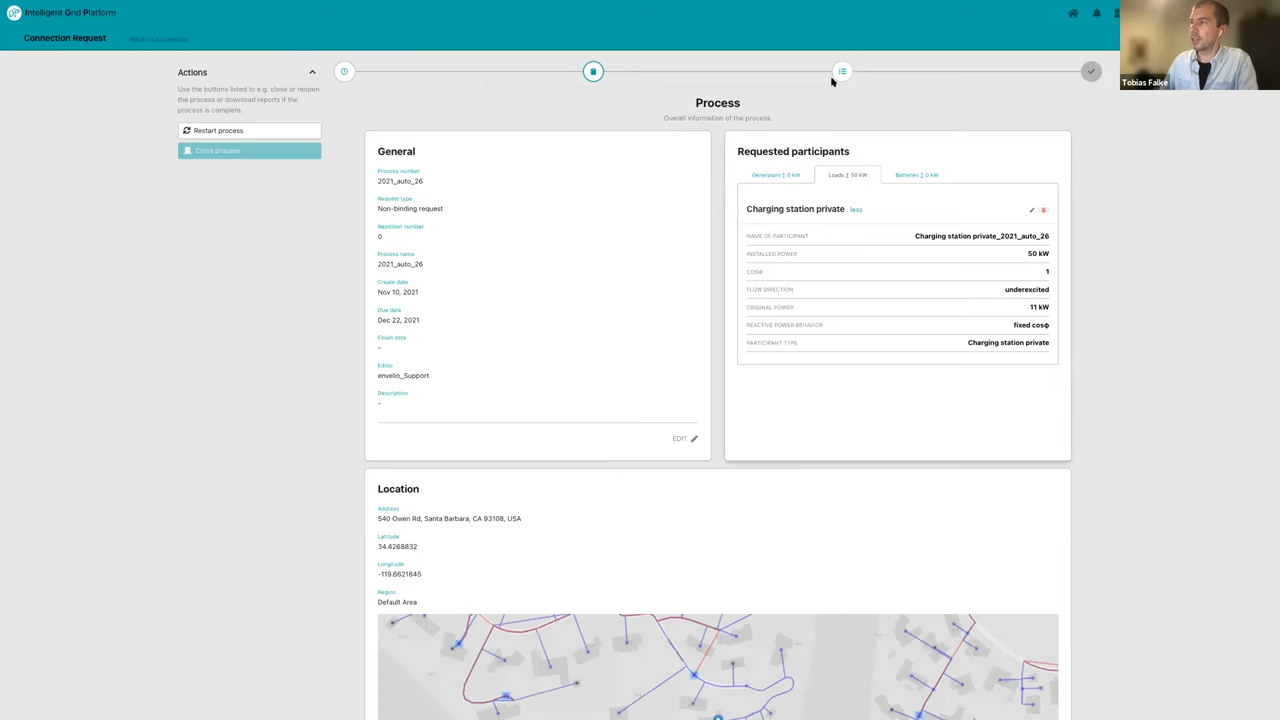 Intelligent Grid Platform
Connection Request
Back to processes
Tobias Falke
Actions
Use the buttons listed to e.g. close or reopen
the process or download reports if the
process is complete.
Restart process
Close process
Process
Overall information of the process.
General
Process number
2021_auto_26
Request type
Non-binding request
Repition number
0
Process name
2021_auto_26
Create date
Nov 10, 2021
Due data
Dec 22, 2021
Finish date
-
Editor
envelio_Support
Description
-
EDIT
Requested participants
Generators ∑ 0 kW
Loads ∑ 50 kW
Batteries ∑ 0 kW
Charging station private less
NAME OF PARTICIPANT Charging station private_2021_auto_26
INSTALLED POWER 50 kW
COSΦ 1
FLOW DIRECTION underexcited
ORIGINAL POWER 11 kW
REACTIVE POWER BEHAVIOR fixed cosφ
PARTICIPANT TYPE Charging station private
Location
Address
540 Owen Rd, Santa Barbara, CA 93108, USA
Latitude
34.4268832
Longitude
-119.6621845
Region
Default Area